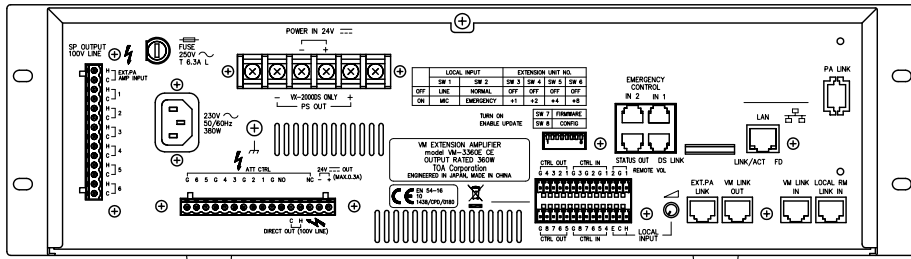 SP OUTPUT
100V LINE
H EXT.PA
C AMP INPUT
H
C 1
H
C 2
H
C 3
H
C 4
H
C 5
H
C 6
FUSE
250V
T 6.3A L
230V
50/60Hz
380W
POWER IN 24V
− +
− VX-2000DS ONLY +
PS OUT
LOCAL INPUT EXTENSION UNIT NO.
SW 1 SW 2 SW 3 SW 4 SW 5 SW 6
OFF LINE NORMAL OFF OFF OFF OFF
ON MIC EMERGENCY +1 +2 +4 +8
TURN ON
ENABLE UPDATE
SW 7 FIRMWARE
SW 8 CONFIG
EMERGENCY
CONTROL
IN 2 IN 1
STATUS OUT DS LINK
PA LINK
LAN
LINK/ACT FD
ATT CTRL
G 6 5 G 4 3 G 2 1 G NO NC − +
24V OUT
(MAX.0.3A)
C H
DIRECT OUT (100V LINE)
VM EXTENSION AMPLIFIER
model VM-3360E CE
OUTPUT RATED 360W
TOA Corporation
ENGINEERED IN JAPAN, MADE IN CHINA
CE EN 54-16
10
1438/CPD/0180
CTRL OUT CTRL IN
G 4 3 2 1 G 3 2 1 G 2 G 1
REMOTE VOL
G 8 7 6 5 G 8 7 6 5 4 E C H
CTRL OUT CTRL IN
LOCAL
INPUT
EXT.PA
LINK
VM LINK
OUT
VM LINK
IN
LOCAL RM
LINK IN